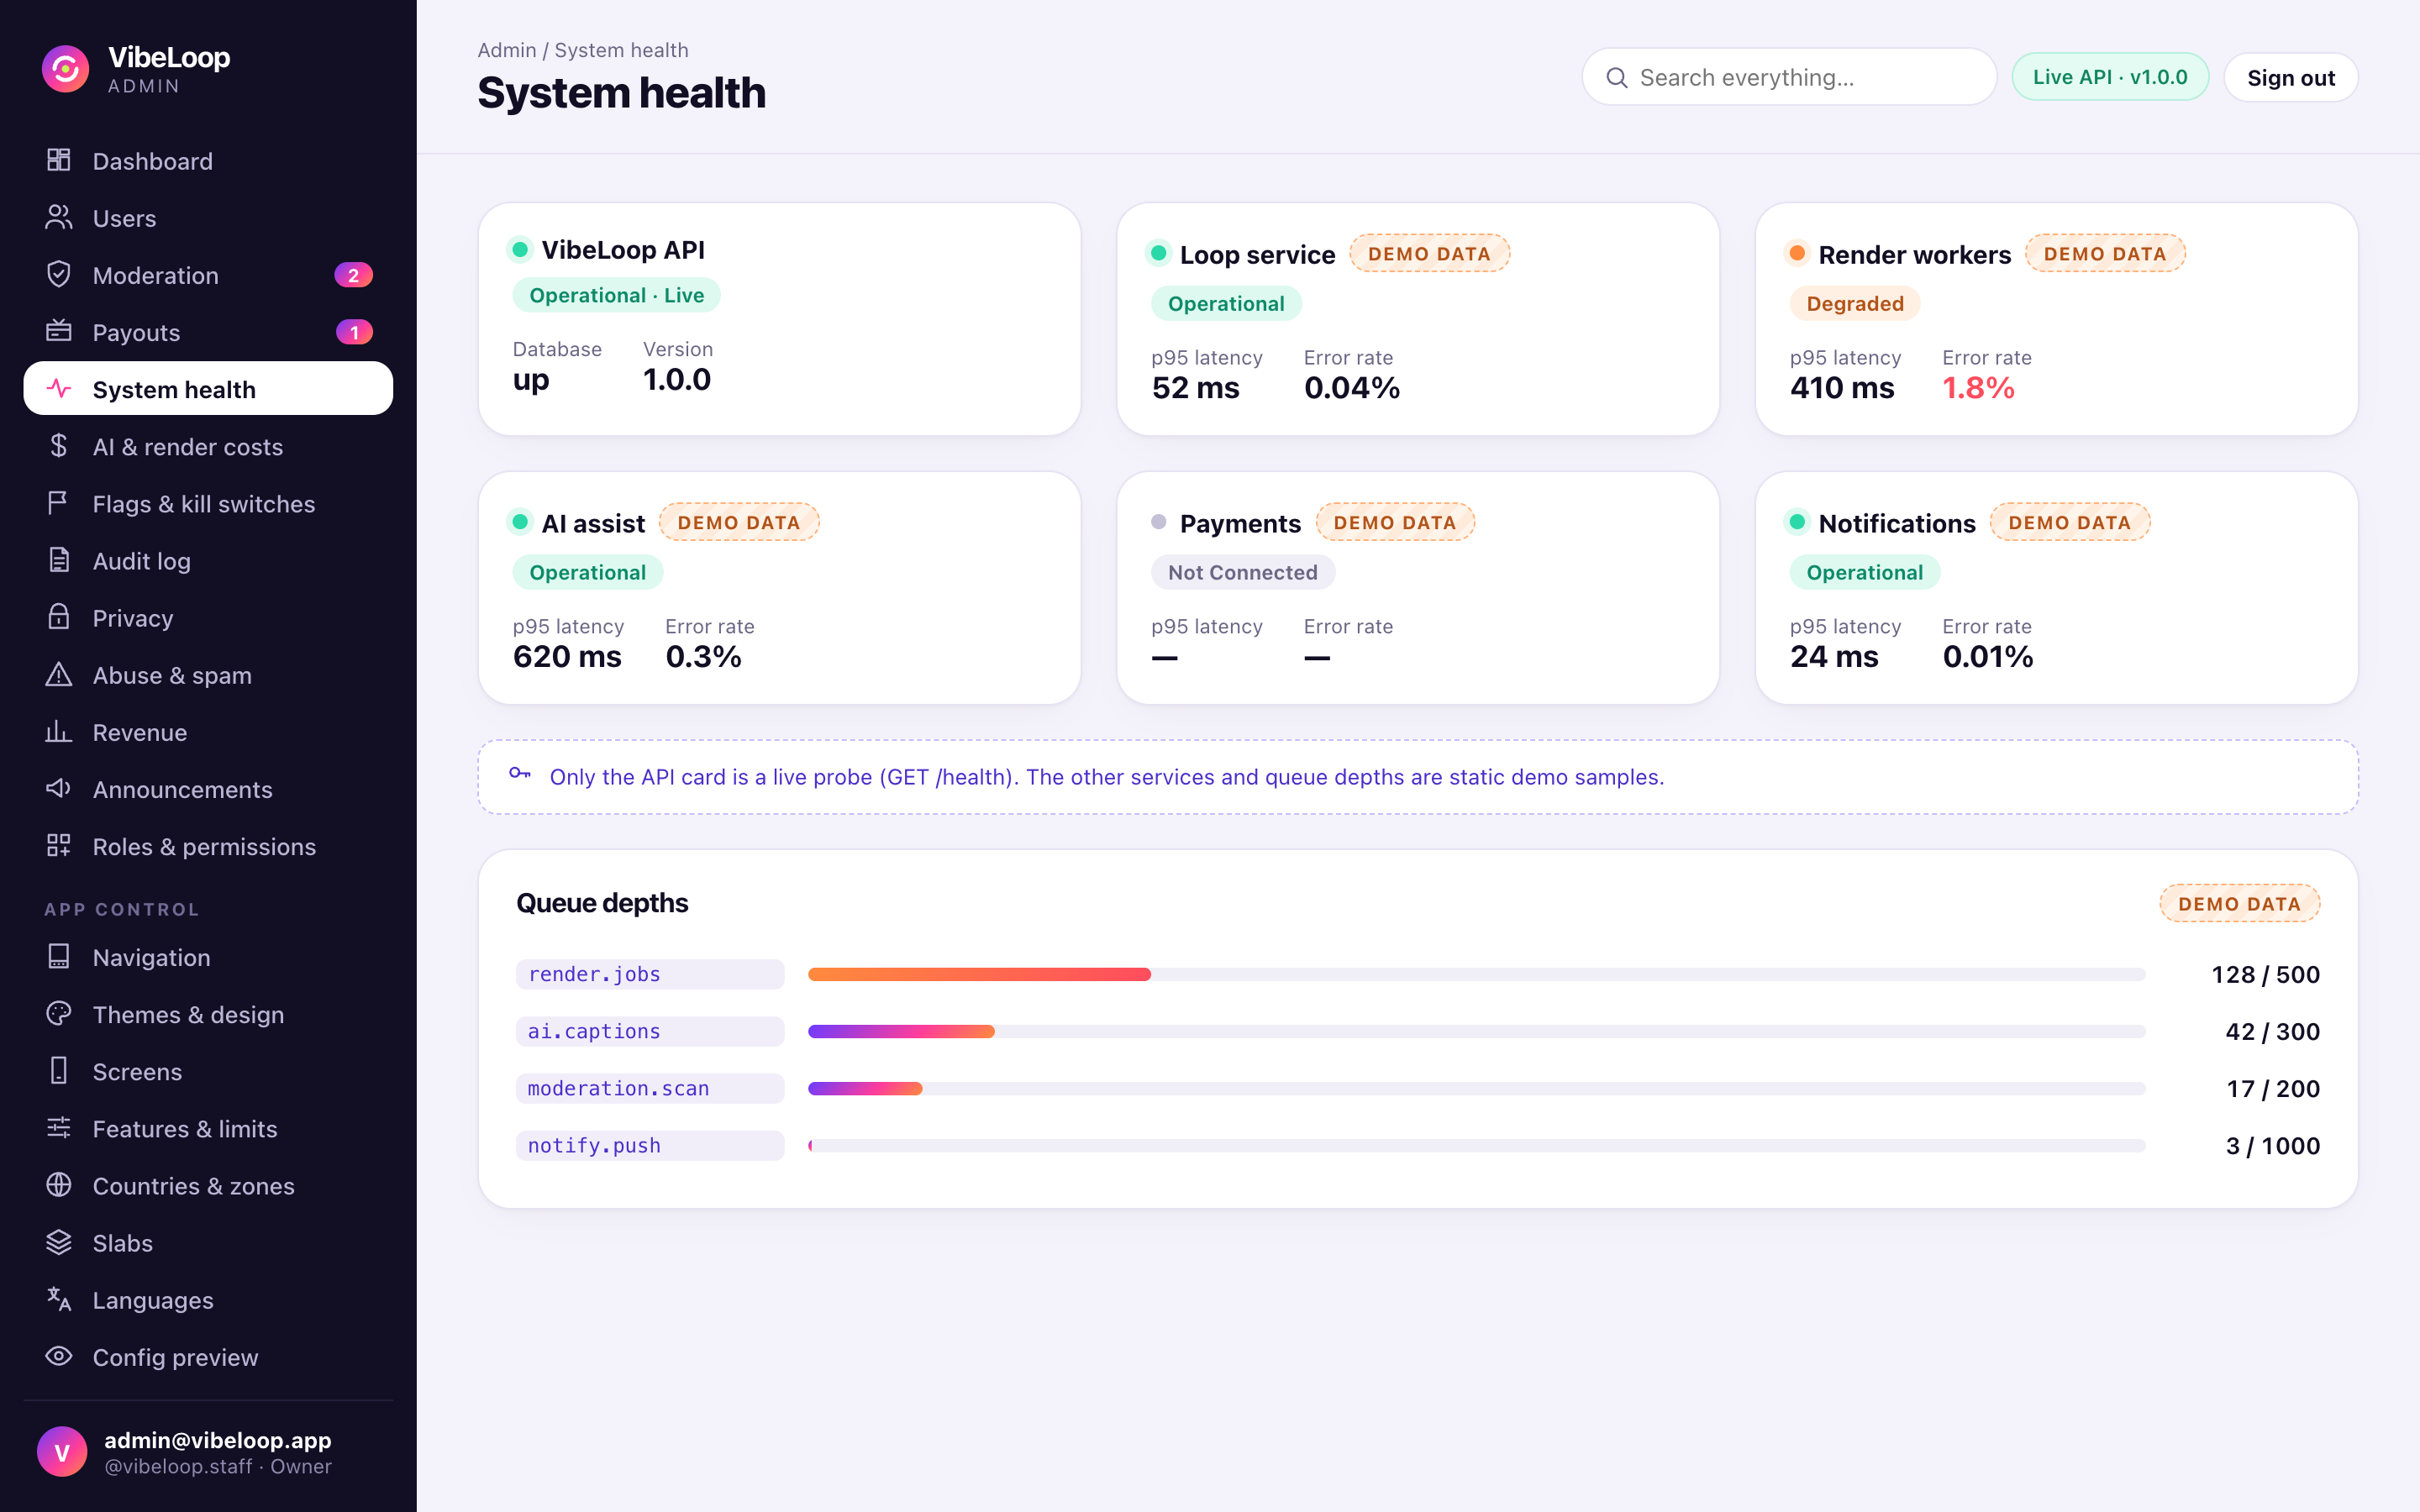 VibeLoop
ADMIN
Dashboard
Users
Moderation 2
Payouts 1
System health
AI & render costs
Flags & kill switches
Audit log
Privacy
Abuse & spam
Revenue
Announcements
Roles & permissions
APP CONTROL
Navigation
Themes & design
Screens
Features & limits
Countries & zones
Slabs
Languages
Config preview
V
admin@vibeloop.app
@vibeloop.staff · Owner
Admin / System health
System health
Search everything...
Live API · v1.0.0
Sign out
VibeLoop API
Operational · Live
Database Version
up 1.0.0
Loop service DEMO DATA
Operational
p95 latency Error rate
52 ms 0.04%
Render workers DEMO DATA
Degraded
p95 latency Error rate
410 ms 1.8%
AI assist DEMO DATA
Operational
p95 latency Error rate
620 ms 0.3%
Payments DEMO DATA
Not Connected
p95 latency Error rate
— —
Notifications DEMO DATA
Operational
p95 latency Error rate
24 ms 0.01%
Only the API card is a live probe (GET /health). The other services and queue depths are static demo samples.
Queue depths DEMO DATA
render.jobs 128 / 500
ai.captions 42 / 300
moderation.scan 17 / 200
notify.push 3 / 1000